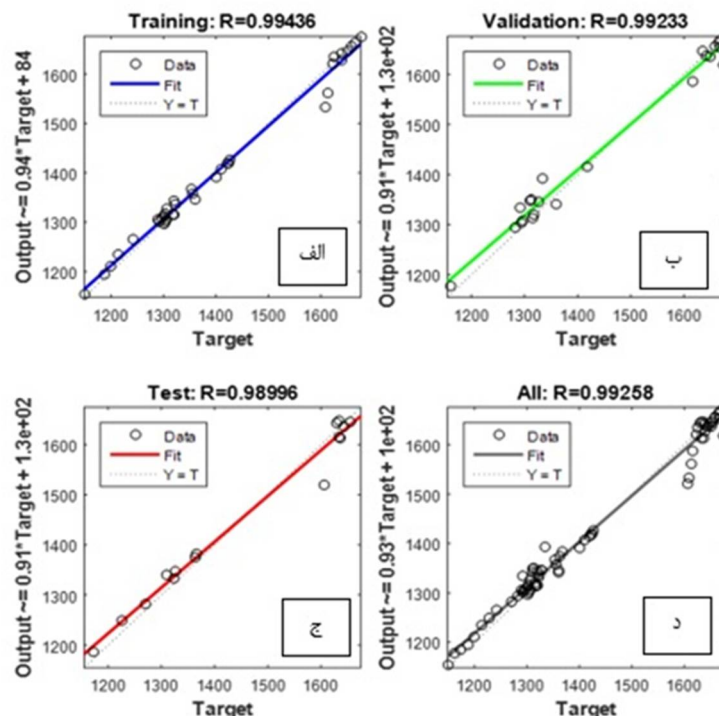 Training: R=0.99436
Output ~= 0.94*Target + 84
1600
1500
1400
1300
1200
Data
Fit
Y = T
الف
1200 1300 1400 1500 1600
Target
Validation: R=0.99233
Output ~= 0.91*Target + 1.3e+02
1600
1500
1400
1300
1200
Data
Fit
Y = T
ب
1200 1300 1400 1500 1600
Target
Test: R=0.98996
Output ~= 0.91*Target + 1.3e+02
1600
1500
1400
1300
1200
Data
Fit
Y = T
ج
1200 1300 1400 1500 1600
Target
All: R=0.99258
Output ~= 0.93*Target + 1e+02
1600
1500
1400
1300
1200
Data
Fit
Y = T
د
1200 1300 1400 1500 1600
Target